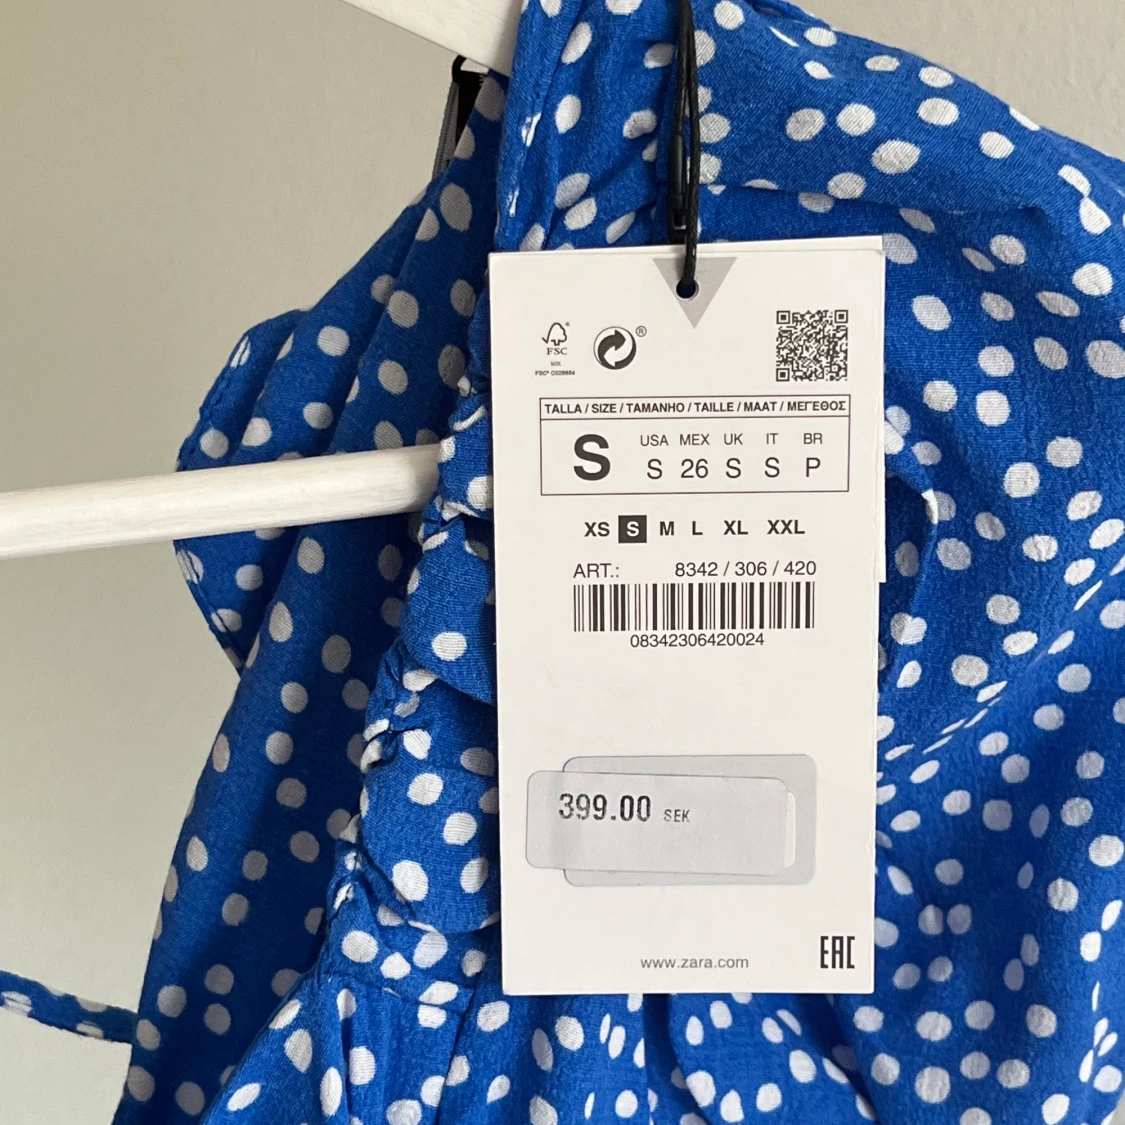 FSC
MIX
FSC® C028864
®
TALLA / SIZE / TAMANHO / TAILLE / MAAT / ΜΕΓΕΘΟΣ
S
USA MEX UK IT BR
S 26 S S P
XS S M L XL XXL
ART.: 8342 / 306 / 420
08342306420024
399.00 SEK
www.zara.com
EAC